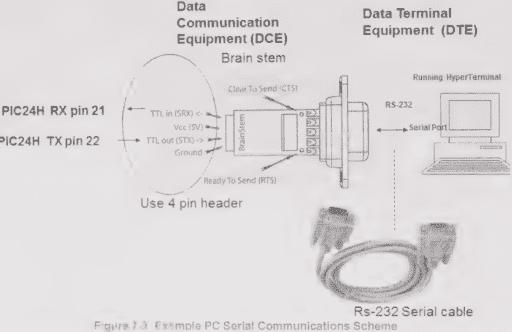 Data
Communication
Equipment (DCE)
Brain stem
Data Terminal
Equipment (DTE)
Running HyperTerminal
Clear To Send (CTS)
RS-232
PIC24H RX pin 21
TTL in (SRX) <-
Vcc (5V)
Serial Port
PIC24H TX pin 22
TTL out (STX) ->
Ground
BrainStem
Ready To Send (RTS)
Use 4 pin header
Rs-232 Serial cable
Figure 7.3 Example PC Serial Communications Scheme